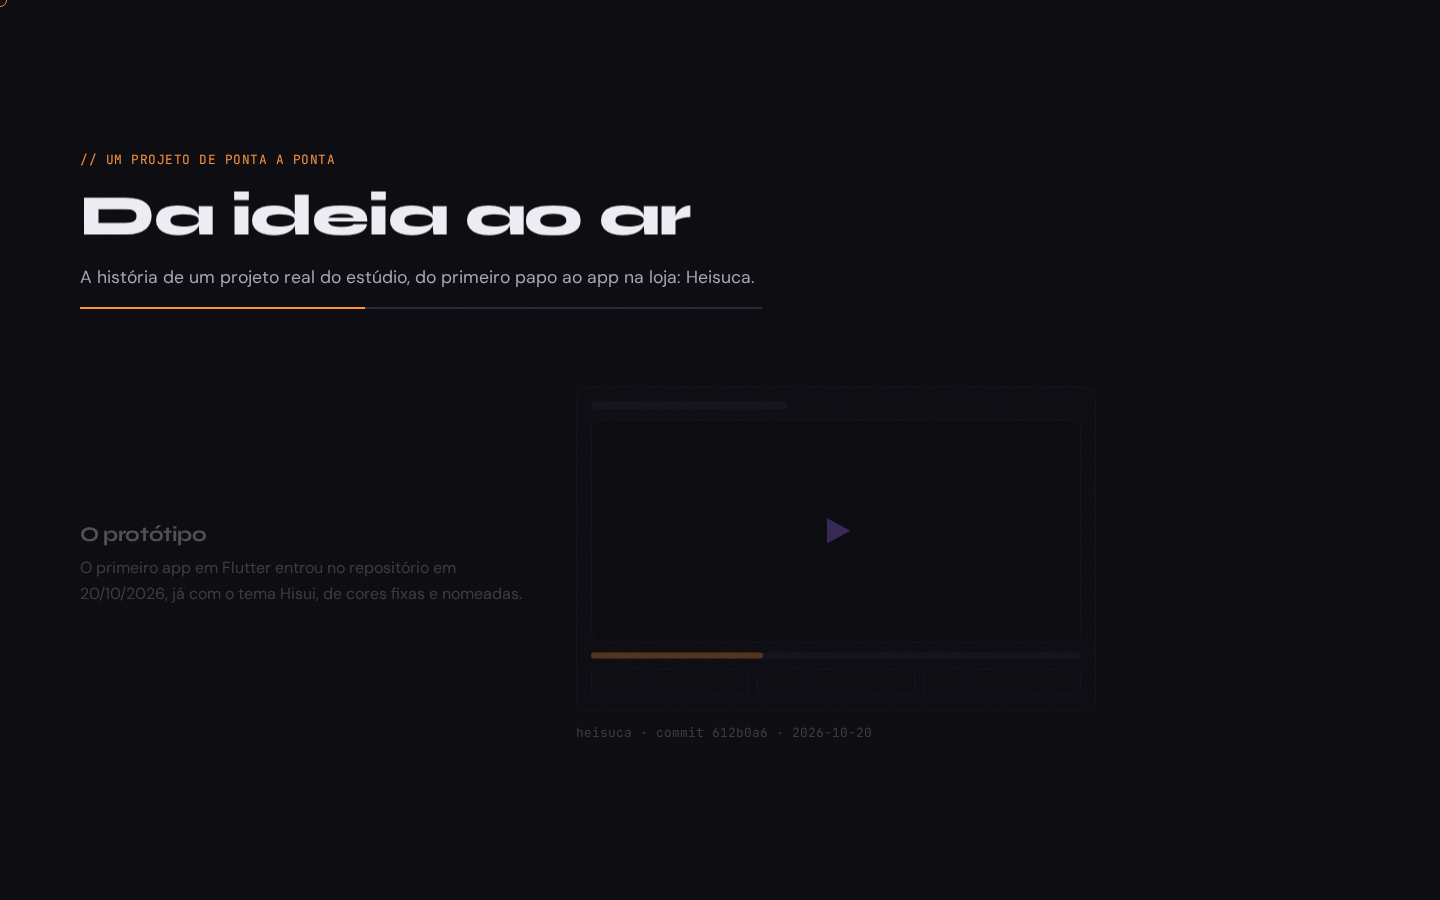 // UM PROJETO DE PONTA A PONTA
Da ideia ao ar
A história de um projeto real do estúdio, do primeiro papo ao app na loja: Heisuca.
O protótipo
O primeiro app em Flutter entrou no repositório em
20/10/2026, já com o tema Hisui, de cores fixas e nomeadas.
heisuca · commit 612b0a6 · 2026-10-20